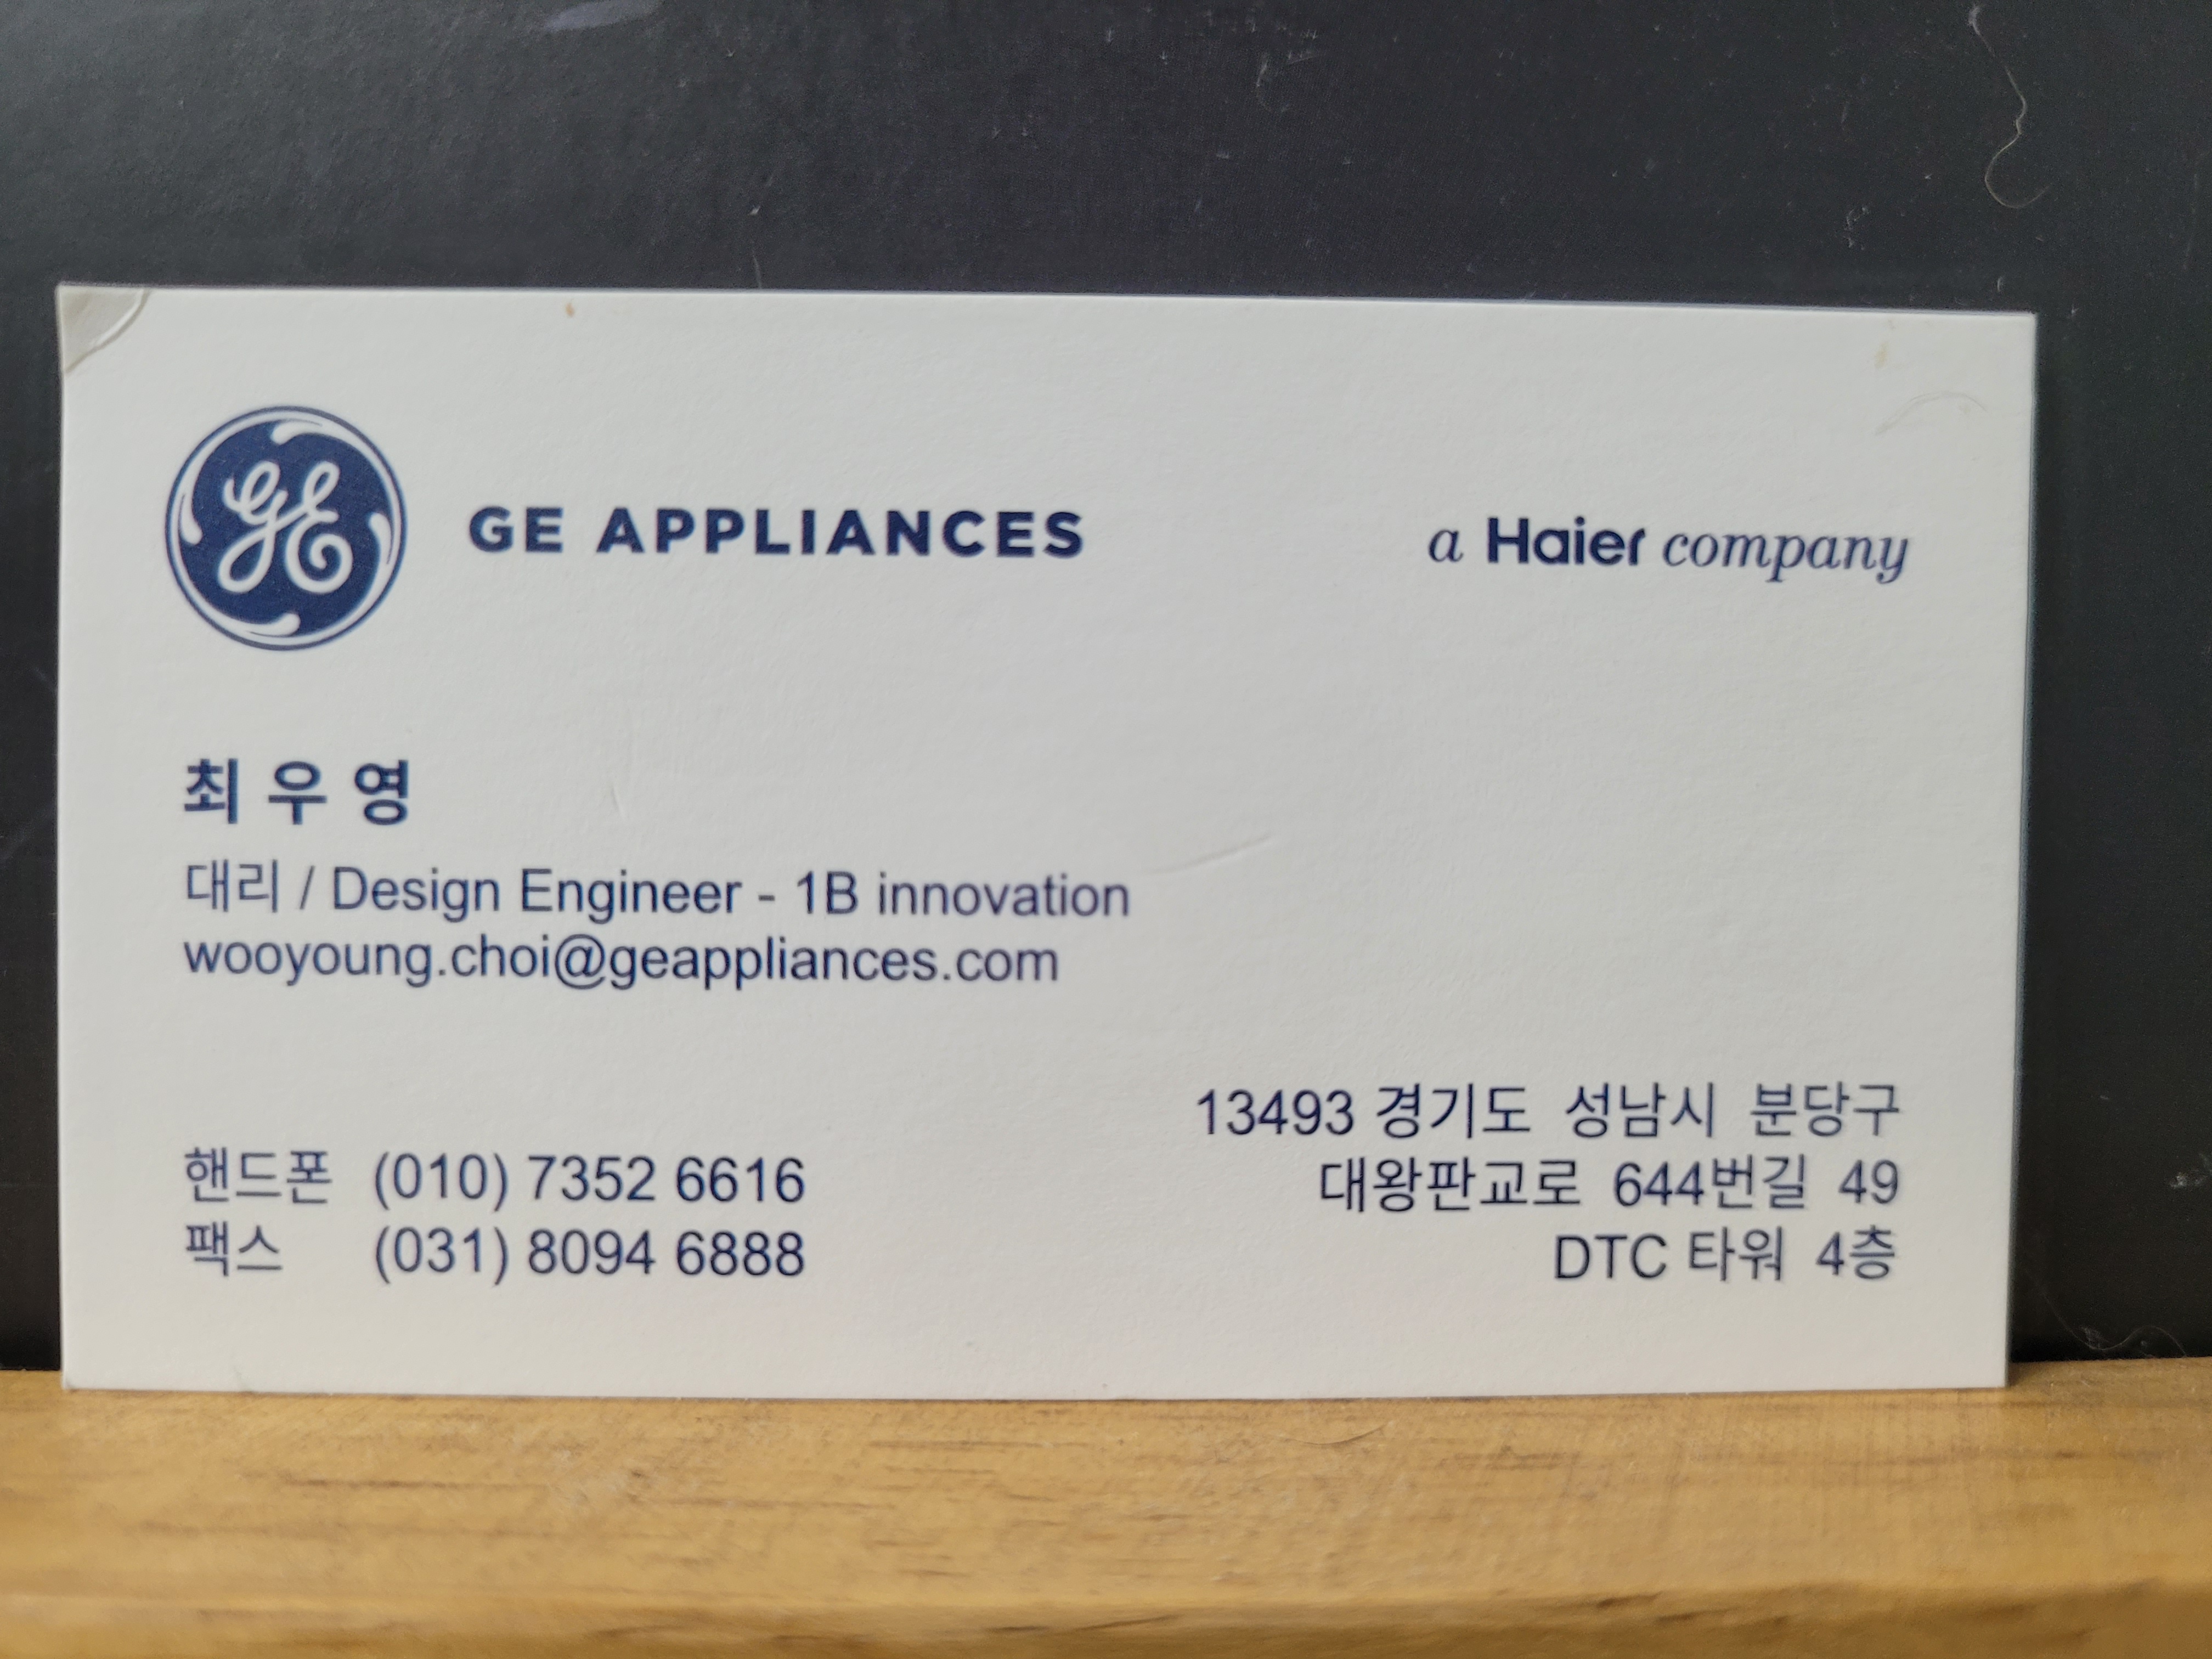 GE
GE APPLIANCES
a Haier company
최우영
대리 / Design Engineer - 1B innovation
wooyoung.choi@geappliances.com
핸드폰 (010) 7352 6616
팩스 (031) 8094 6888
13493 경기도 성남시 분당구
대왕판교로 644번길 49
DTC 타워 4층